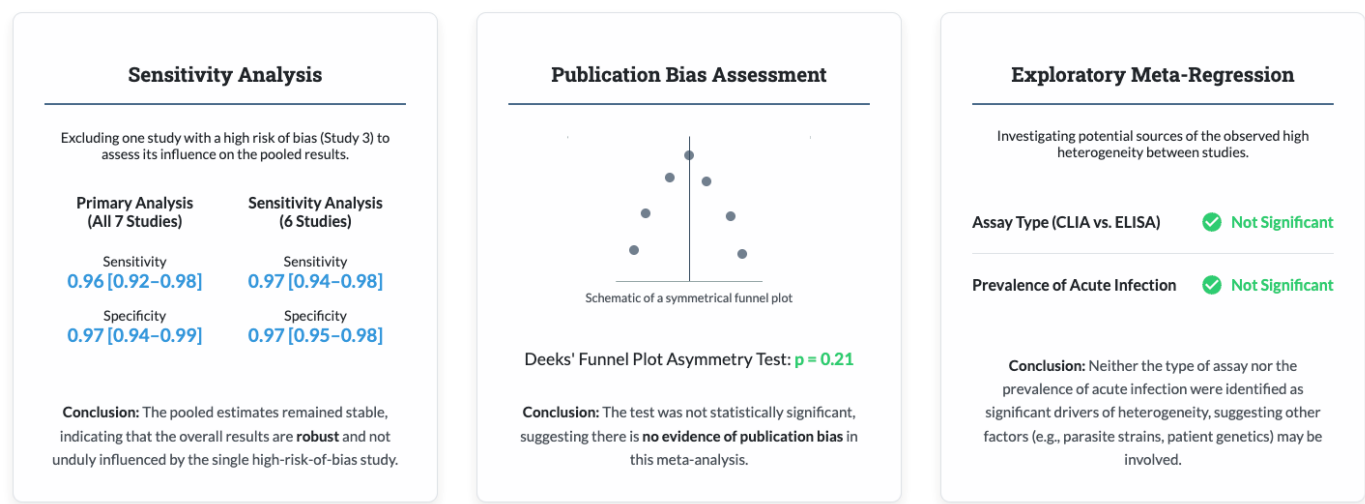 Sensitivity Analysis
Excluding one study with a high risk of bias (Study 3) to
assess its influence on the pooled results.
Primary Analysis
(All 7 Studies)
Sensitivity
0.96 [0.92–0.98]
Specificity
0.97 [0.94–0.99]
Sensitivity Analysis
(6 Studies)
Sensitivity
0.97 [0.94–0.98]
Specificity
0.97 [0.95–0.98]
Conclusion: The pooled estimates remained stable,
indicating that the overall results are robust and not
unduly influenced by the single high-risk-of-bias study.
Publication Bias Assessment
Schematic of a symmetrical funnel plot
Deeks' Funnel Plot Asymmetry Test: p = 0.21
Conclusion: The test was not statistically significant,
suggesting there is no evidence of publication bias in
this meta-analysis.
Exploratory Meta-Regression
Investigating potential sources of the observed high
heterogeneity between studies.
Assay Type (CLIA vs. ELISA) Not Significant
Prevalence of Acute Infection Not Significant
Conclusion: Neither the type of assay nor the
prevalence of acute infection were identified as
significant drivers of heterogeneity, suggesting other
factors (e.g., parasite strains, patient genetics) may be
involved.